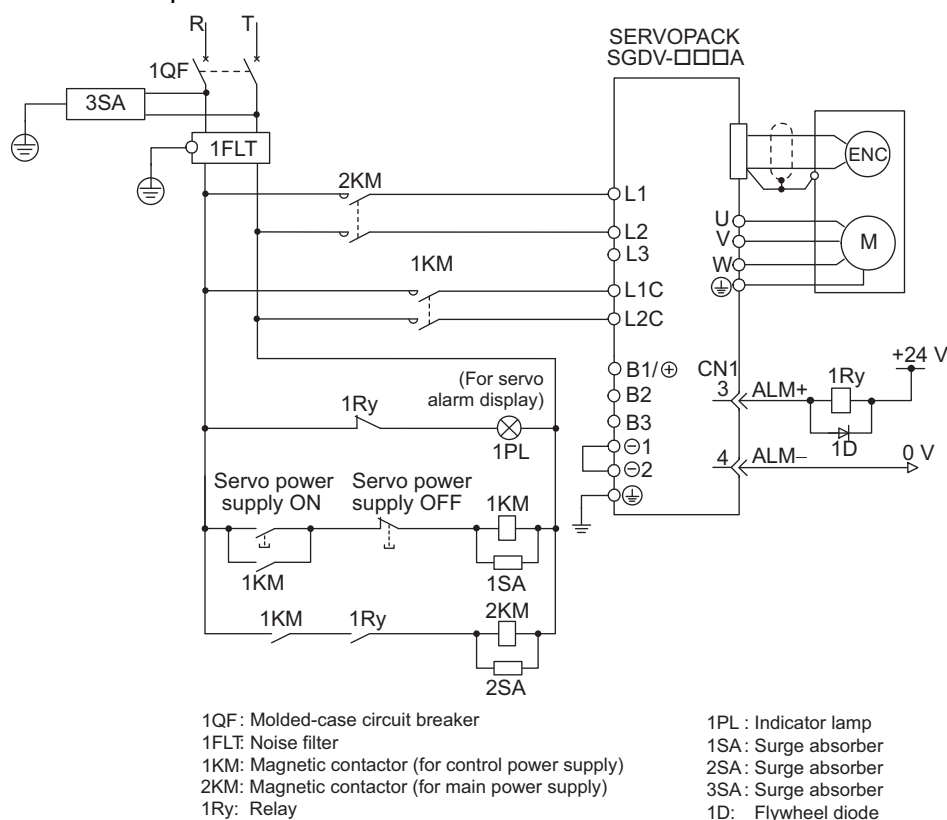 R T
SERVOPACK
SGDV-□□□A
1QF
3SA
1FLT
ENC
2KM
L1
U
L2
V
M
L3
W
1KM
L1C
L2C
+24 V
B1/⊕
CN1
(For servo
alarm display)
3
ALM+
1Ry
1Ry
B2
B3
1PL
1D
⊖1
4
ALM−
0 V
⊖2
Servo power
supply ON
Servo power
supply OFF
1KM
1KM
1SA
1KM
1Ry
2KM
2SA
1QF: Molded-case circuit breaker
1FLT: Noise filter
1KM: Magnetic contactor (for control power supply)
2KM: Magnetic contactor (for main power supply)
1Ry: Relay
1PL : Indicator lamp
1SA : Surge absorber
2SA : Surge absorber
3SA : Surge absorber
1D: Flywheel diode